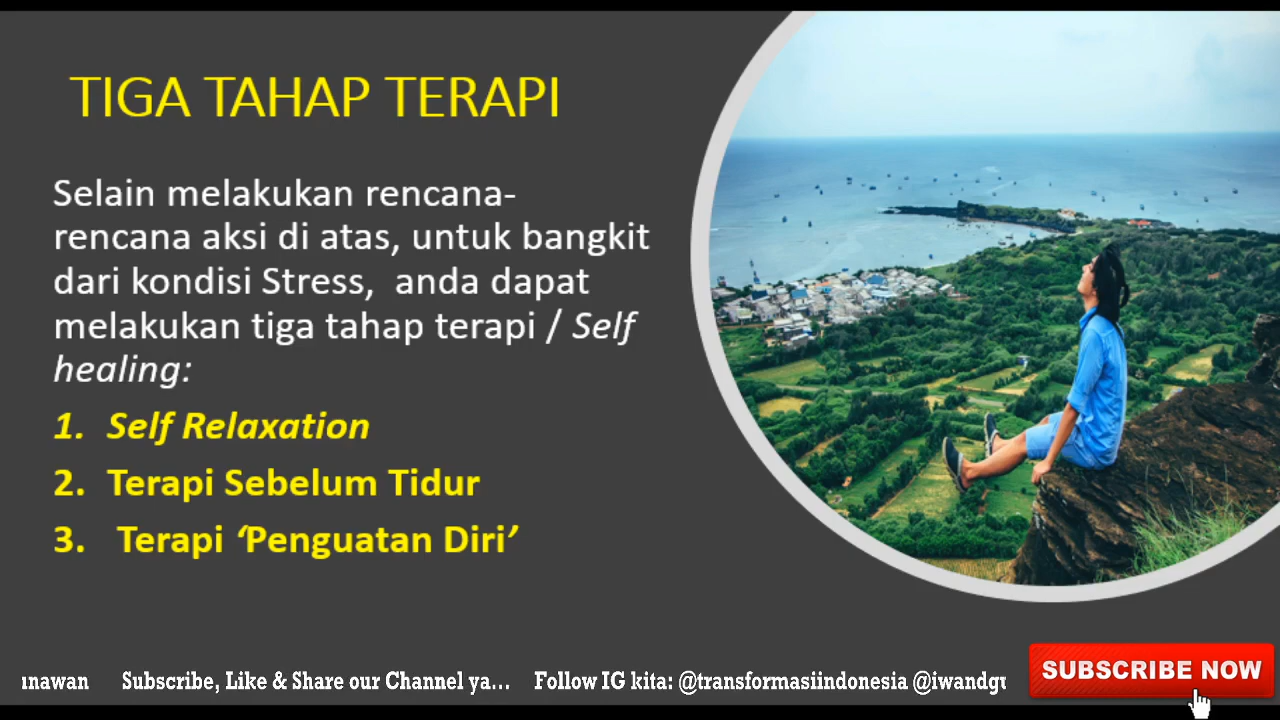 TIGA TAHAP TERAPI
Selain melakukan rencana-
rencana aksi di atas, untuk bangkit
dari kondisi Stress, anda dapat
melakukan tiga tahap terapi / Self
healing:
1. Self Relaxation
2. Terapi Sebelum Tidur
3. Terapi ‘Penguatan Diri’
Subscribe, Like & Share our Channel ya... Follow IG kita: @transformasiindonesia
SUBSCRIBE NOW